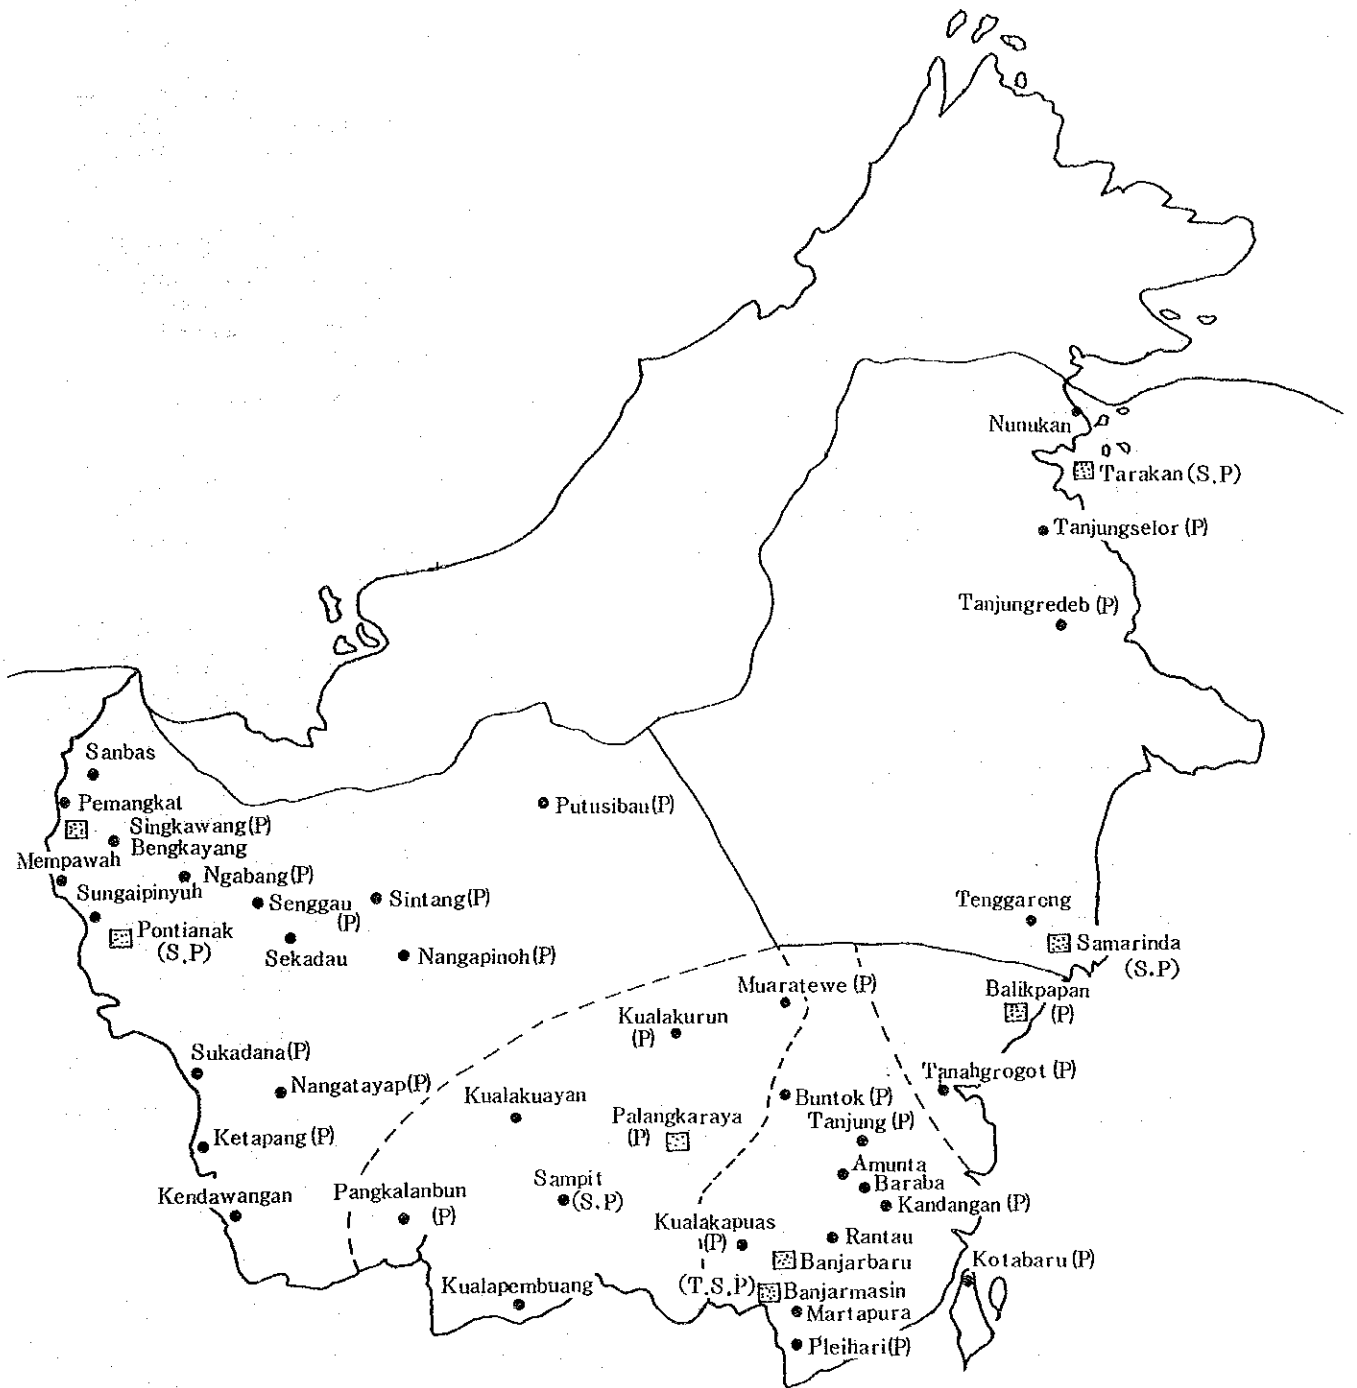 Nunukan
Tarakan (S.P)
Tanjungselor (P)
Tanjungredeb (P)
Sanbas
Pemangkat
Putusibau (P)
Singkawang (P)
Bengkayang
Mempawah
Ngabang (P)
Sungaipinyuh
Senggau
(P)
Sintang (P)
Pontianak
(S.P)
Sekadau
Nangapinoh (P)
Tenggarong
Samarinda
(S.P)
Muaratewe (P)
Balikpapan
(P)
Kualakurun
(P)
Sukadana (P)
Nangatayap (P)
Tanahgrogot (P)
Kualakuayan
Buntok (P)
Palangkaraya
(P)
Tanjung (P)
Ketapang (P)
Amunta
Baraba
Sampit
(S.P)
Kendawangan
Pangkalanbun
(P)
Kandangan (P)
Kualakapuas
(P)
Rantau
Banjarbaru
Kotabaru (P)
Kualapembuang
(T.S.P)
Banjarmasin
Martapura
Pleihari (P)